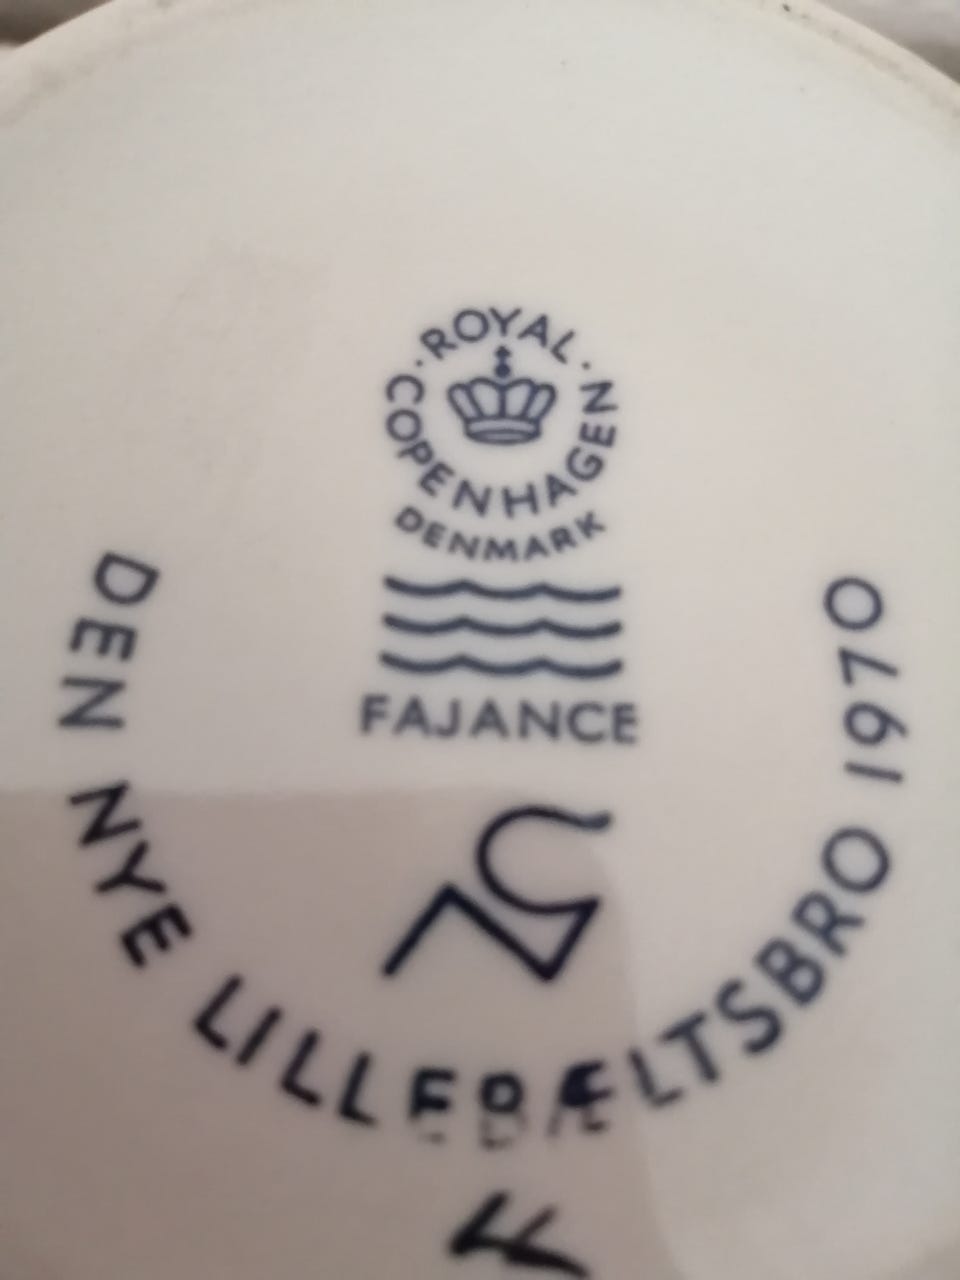 ROYAL
COPENHAGEN
DENMARK
FAJANCE
DEN NYE LILLEBÆLTSBRO 1970